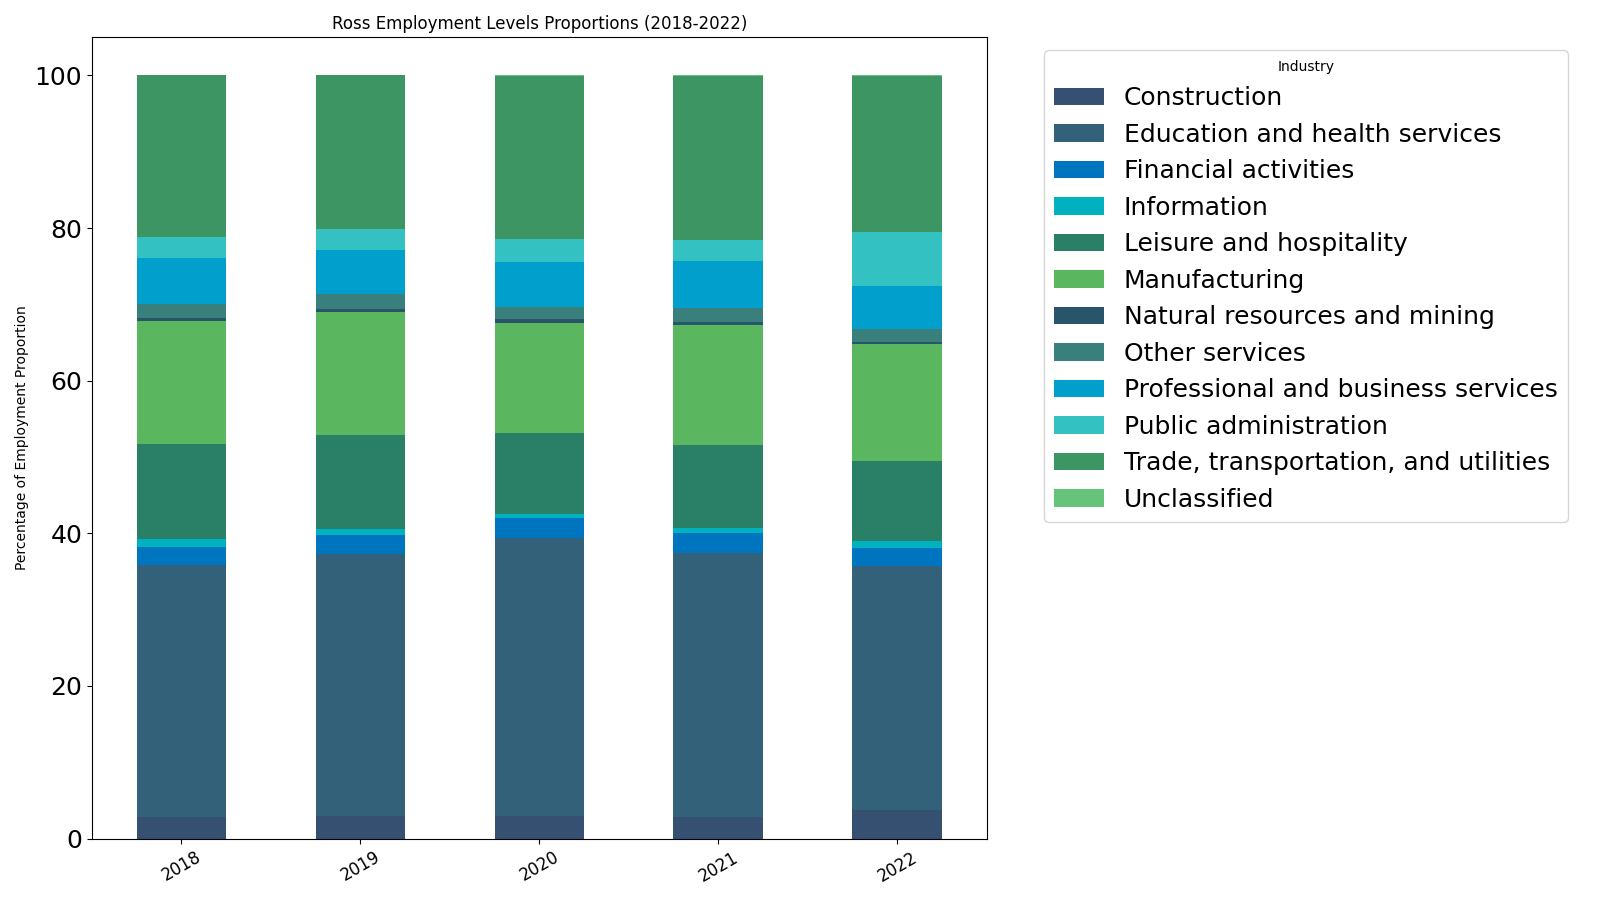 Ross Employment Levels Proportions (2018-2022)
Percentage of Employment Proportion
100
80
60
40
20
0
2018
2019
2020
2021
2022
Industry
Construction
Education and health services
Financial activities
Information
Leisure and hospitality
Manufacturing
Natural resources and mining
Other services
Professional and business services
Public administration
Trade, transportation, and utilities
Unclassified